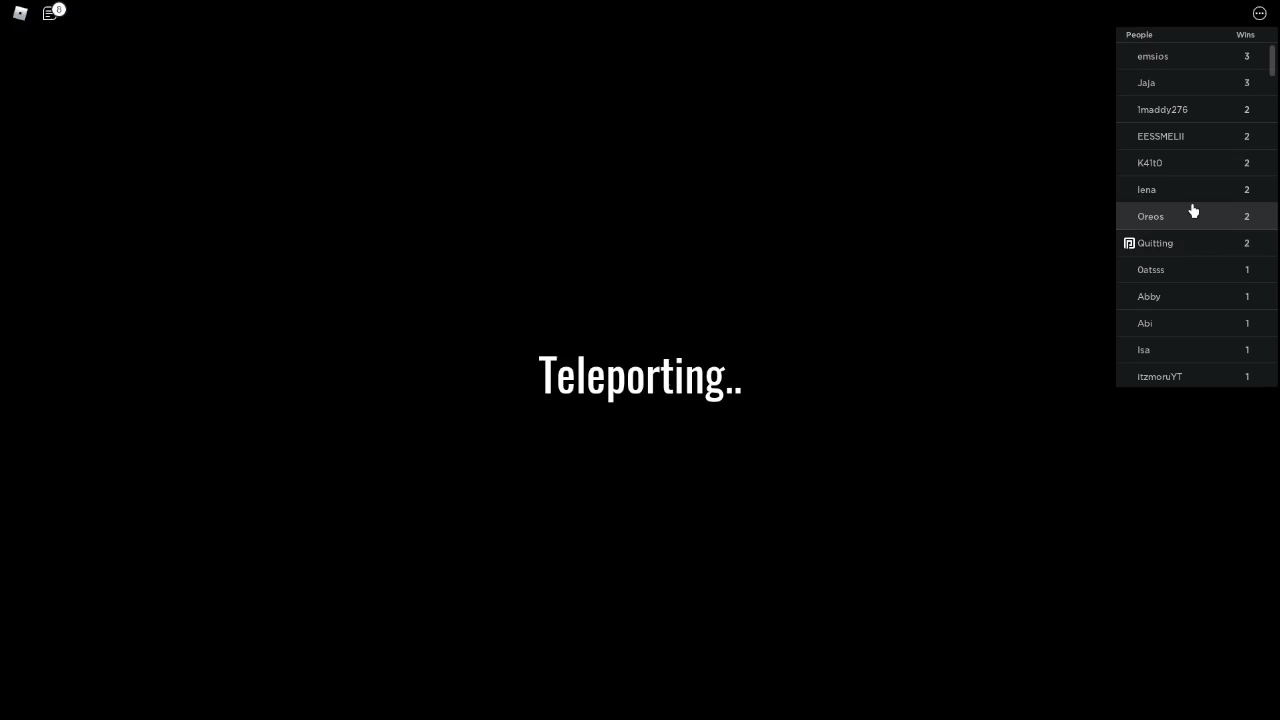 8
People Wins
emsios 3
Jaja 3
1maddy276 2
EESSMELII 2
K41t0 2
lena 2
Oreos 2
Quitting 2
0atsss 1
Abby 1
Abi 1
Isa 1
itzmoruYT 1
Teleporting..